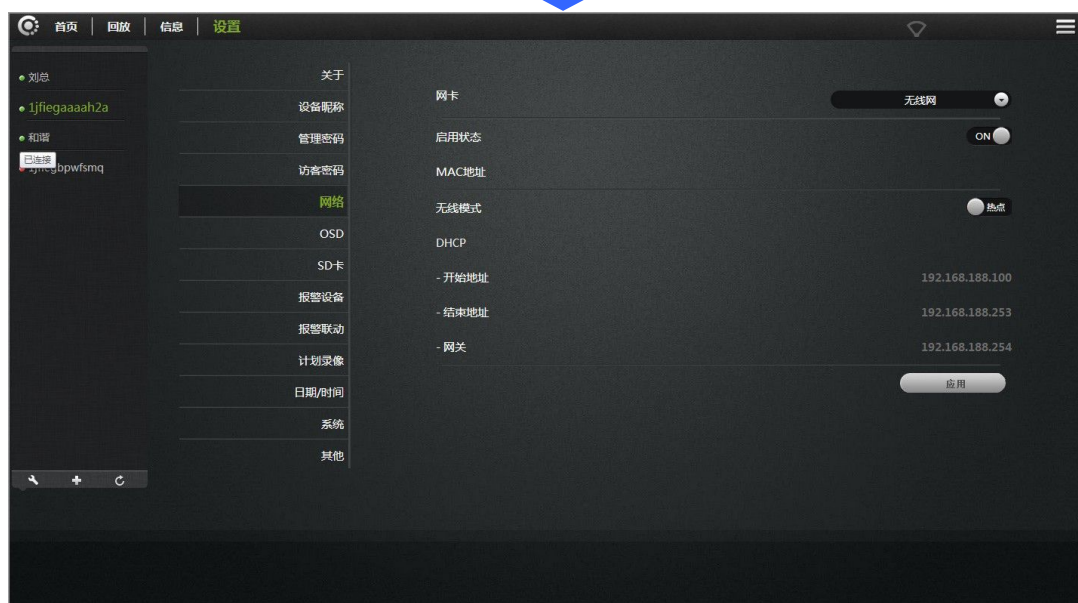 首页 | 回放 | 信息 | 设置
刘总
1jfiegaaaah2a
和谐
已连接
bpwfsmq
关于
设备昵称
管理密码
访客密码
网络
OSD
SD卡
报警设备
报警联动
计划录像
日期/时间
系统
其他
网卡 无线网
启用状态 ON
MAC地址
无线模式 热点
DHCP
- 开始地址 192.168.188.100
- 结束地址 192.168.188.253
- 网关 192.168.188.254
应用